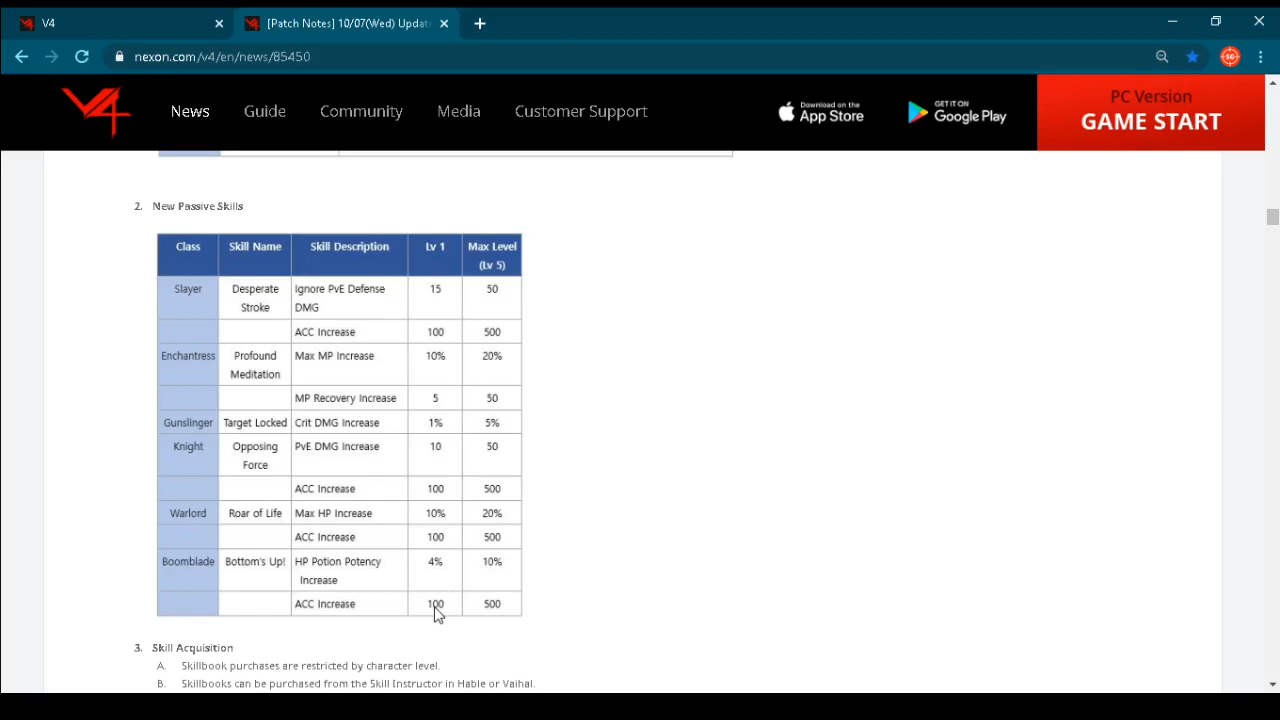 V4
[Patch Notes] 10/07(Wed) Updat
nexon.com/v4/en/news/85450
V4
News Guide Community Media Customer Support
Download on the
App Store
GET IT ON
Google Play
PC Version
GAME START
2. New Passive Skills
Class Skill Name Skill Description Lv 1 Max Level
(Lv 5)
Slayer Desperate Ignore PvE Defense 15 50
Stroke DMG
ACC Increase 100 500
Enchantress Profound Max MP Increase 10% 20%
Meditation
MP Recovery Increase 5 50
Gunslinger Target Locked Crit DMG Increase 1% 5%
Knight Opposing PvE DMG Increase 10 50
Force
ACC Increase 100 500
Warlord Roar of Life Max HP Increase 10% 20%
ACC Increase 100 500
Boomblade Bottom's Up! HP Potion Potency 4% 10%
Increase
ACC Increase 100 500
3. Skill Acquisition
A. Skillbook purchases are restricted by character level.
B. Skillbooks can be purchased from the Skill Instructor in Hable or Vaihal.